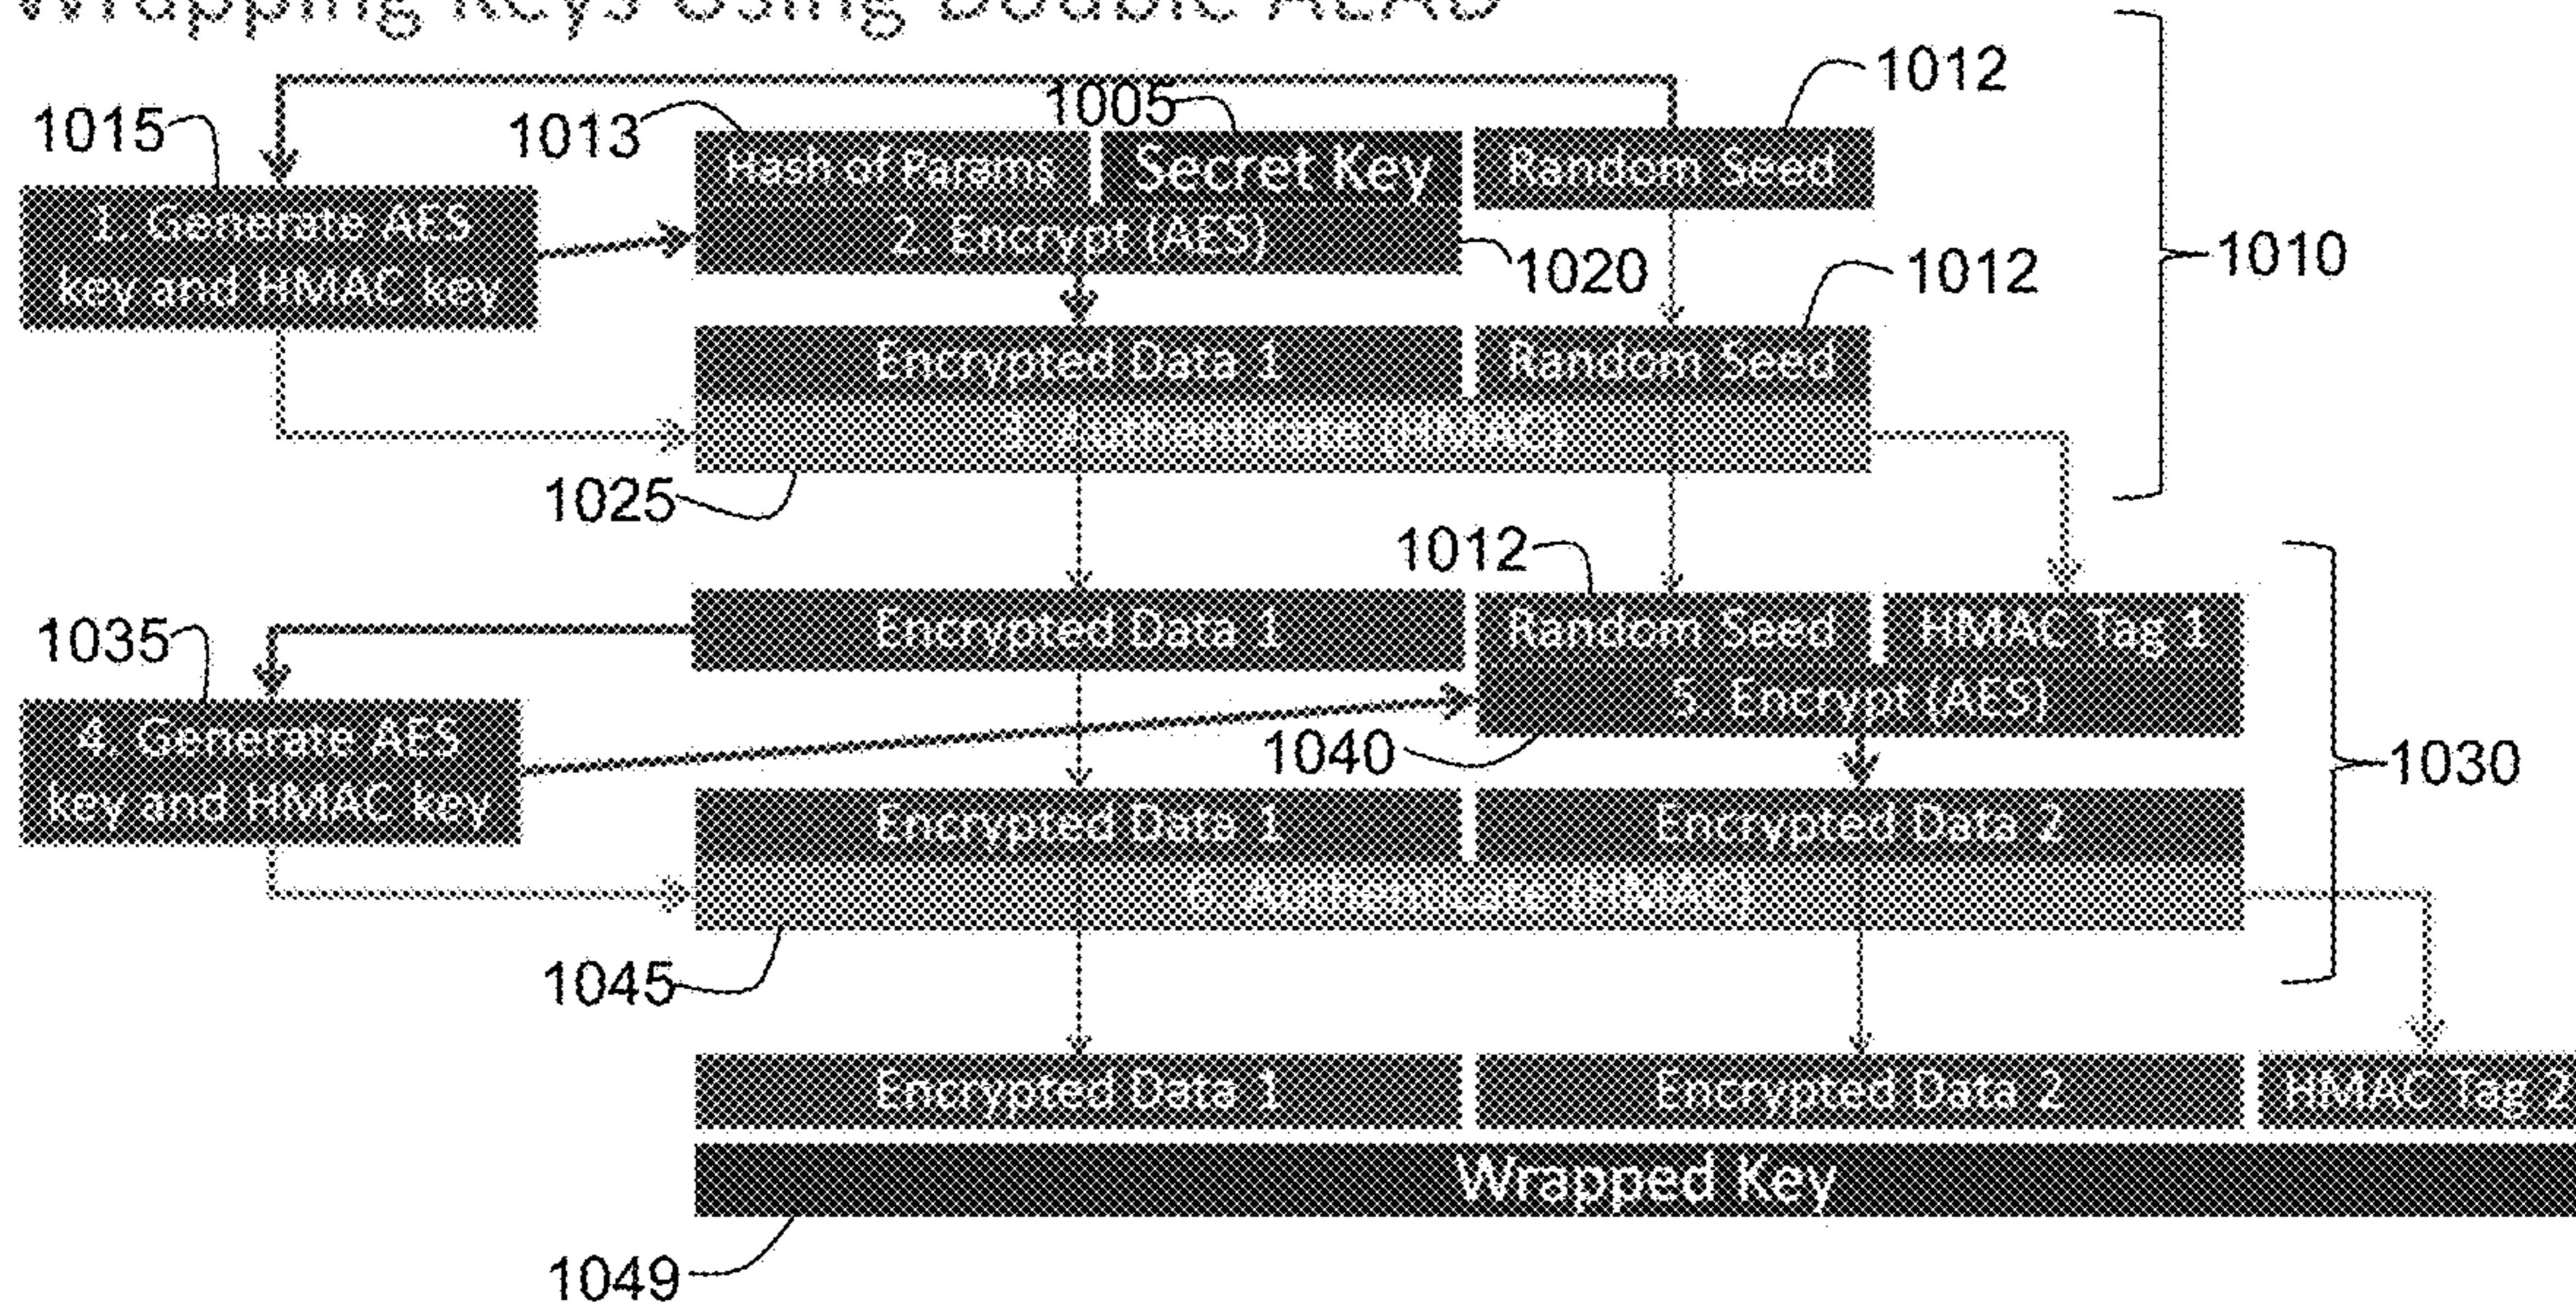 Wrapping Keys Using Double AEAD
1012
1005
1015
1013
Hash of Params
Secret Key
Random Seed
1. Generate AES
key and HMAC key
2. Encrypt (AES)
1020
1012
1010
Encrypted Data 1
Random Seed
Authenticate (HMAC)
1025
1012
1035
Encrypted Data 1
Random Seed
HMAC Tag 1
4. Generate AES
key and HMAC key
5. Encrypt (AES)
1040
1030
Encrypted Data 1
Encrypted Data 2
6. Authenticate (HMAC)
1045
Encrypted Data 1
Encrypted Data 2
HMAC Tag 2
Wrapped Key
1049